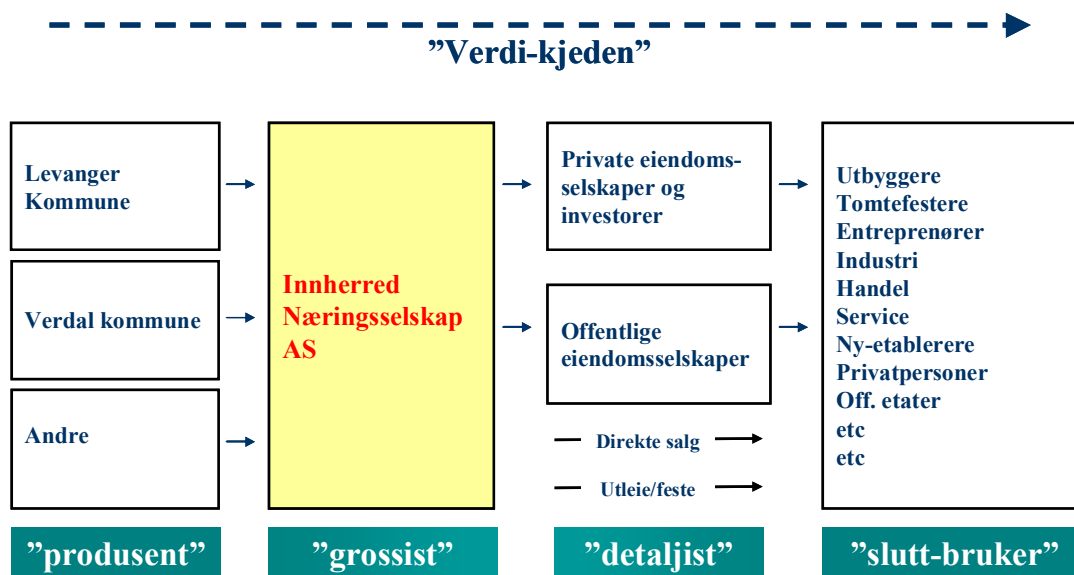 ”Verdi-kjeden”
Levanger
Kommune
Verdal kommune
Andre
Innherred
Næringsselskap
AS
Private eiendoms-
selskaper og
investorer
Offentlige
eiendomsselskaper
Direkte salg
Utleie/feste
Utbyggere
Tomtefestere
Entreprenører
Industri
Handel
Service
Ny-etablerere
Privatpersoner
Off. etater
etc
etc
”produsent”
”grossist”
”detaljist”
”slutt-bruker”